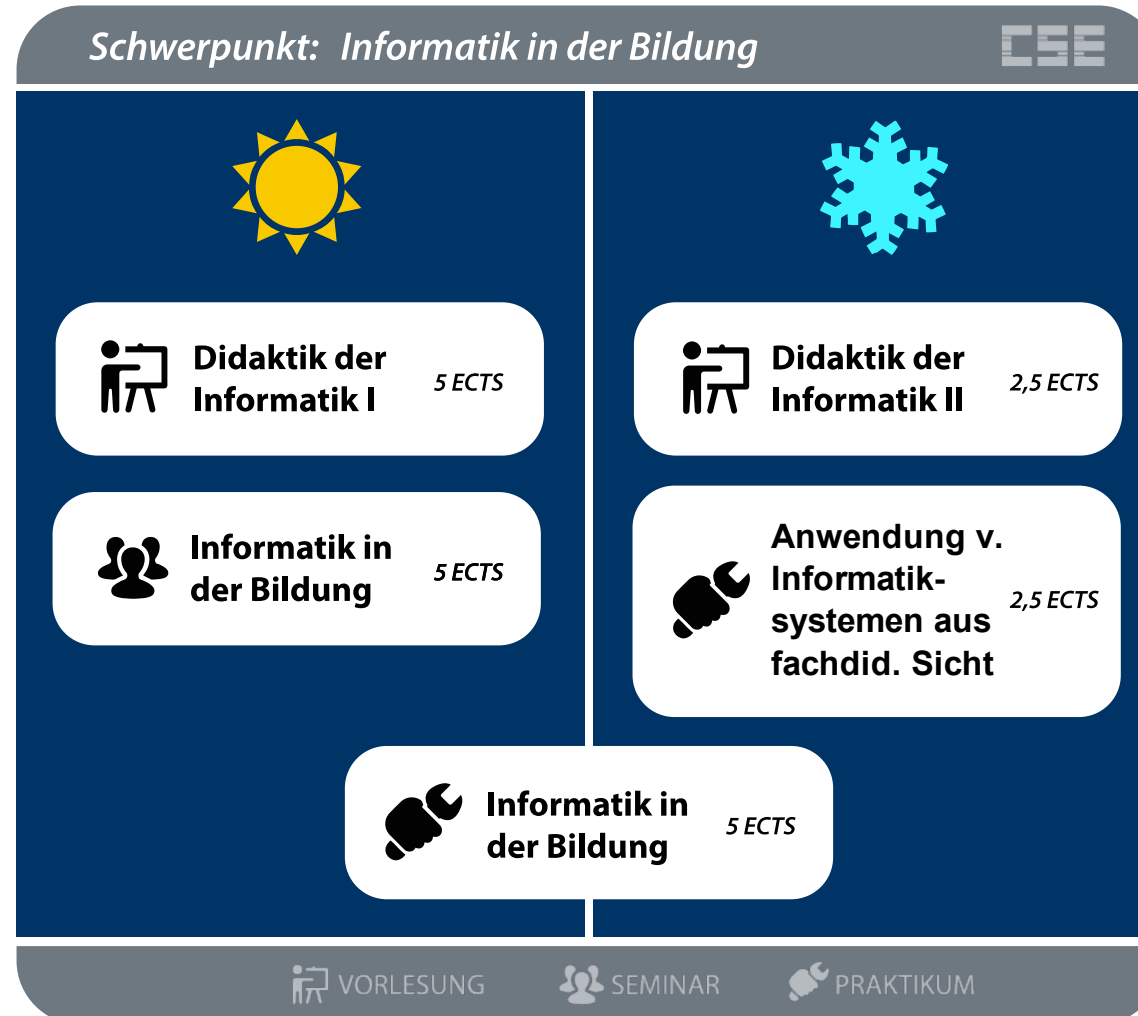 Schwerpunkt: Informatik in der Bildung
CSE
Didaktik der
Informatik I
5 ECTS
Didaktik der
Informatik II
2,5 ECTS
Informatik in
der Bildung
5 ECTS
Anwendung v.
Informatik-
systemen aus
fachdid. Sicht
2,5 ECTS
Informatik in
der Bildung
5 ECTS
VORLESUNG
SEMINAR
PRAKTIKUM